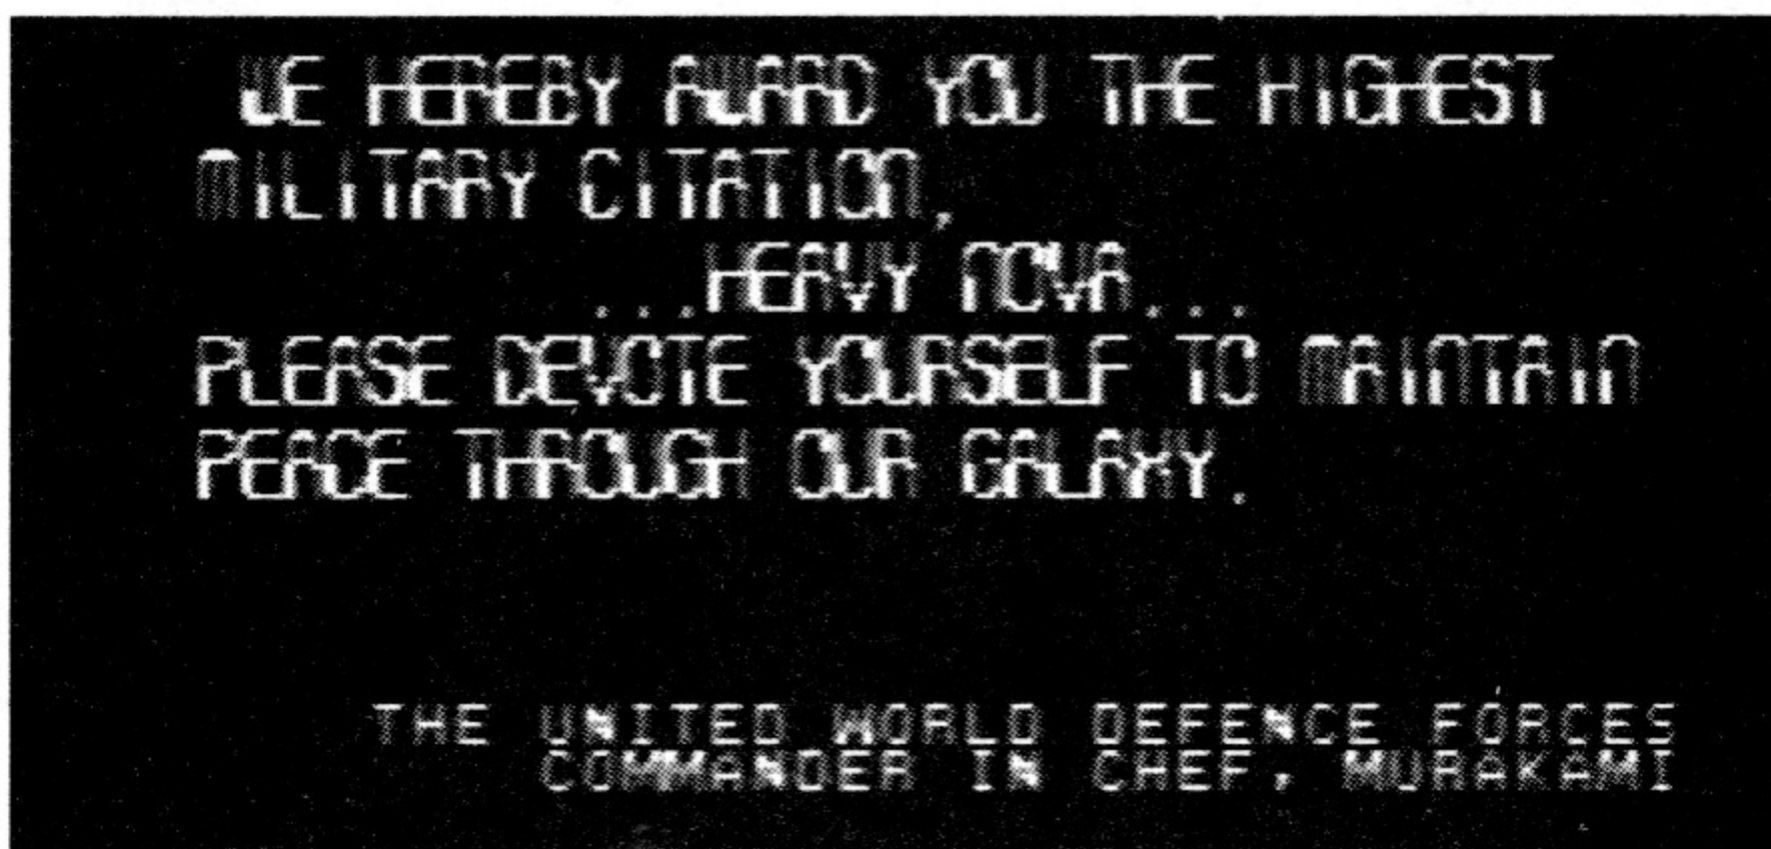 WE HEREBY AWARD YOU THE HIGHEST
MILITARY CITATION,
...HEAVY NOVA...
PLEASE DEVOTE YOURSELF TO MAINTAIN
PEACE THROUGH OUR GALAXY.
THE UNITED WORLD DEFENCE FORCES
COMMANDER IN CHEF, MURAKAMI